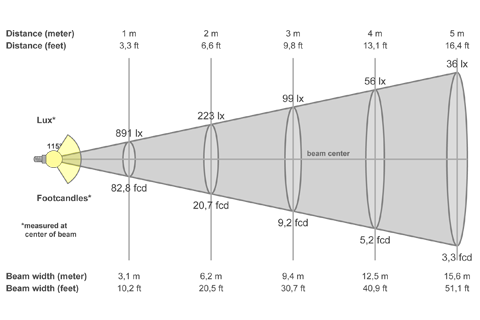 Distance (meter) 1 m 2 m 3 m 4 m 5 m
Distance (feet) 3,3 ft 6,6 ft 9,8 ft 13,1 ft 16,4 ft
36 lx
56 lx
99 lx
223 lx
Lux*
891 lx
115°
beam center
82,8 fcd
Footcandles*
20,7 fcd
9,2 fcd
*measured at
center of beam
5,2 fcd
3,3 fcd
Beam width (meter) 3,1 m 6,2 m 9,4 m 12,5 m 15,6 m
Beam width (feet) 10,2 ft 20,5 ft 30,7 ft 40,9 ft 51,1 ft